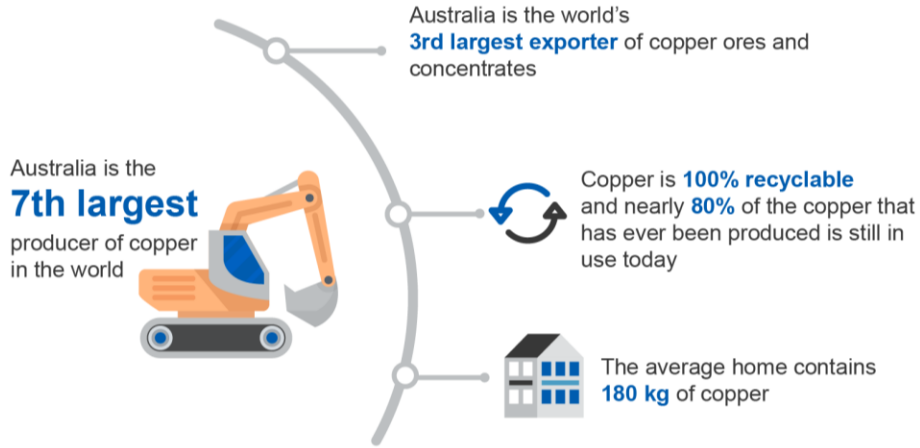 Australia is the world's
3rd largest exporter of copper ores and
concentrates
Australia is the
7th largest
producer of copper
in the world
Copper is 100% recyclable
and nearly 80% of the copper that
has ever been produced is still in
use today
The average home contains
180 kg of copper